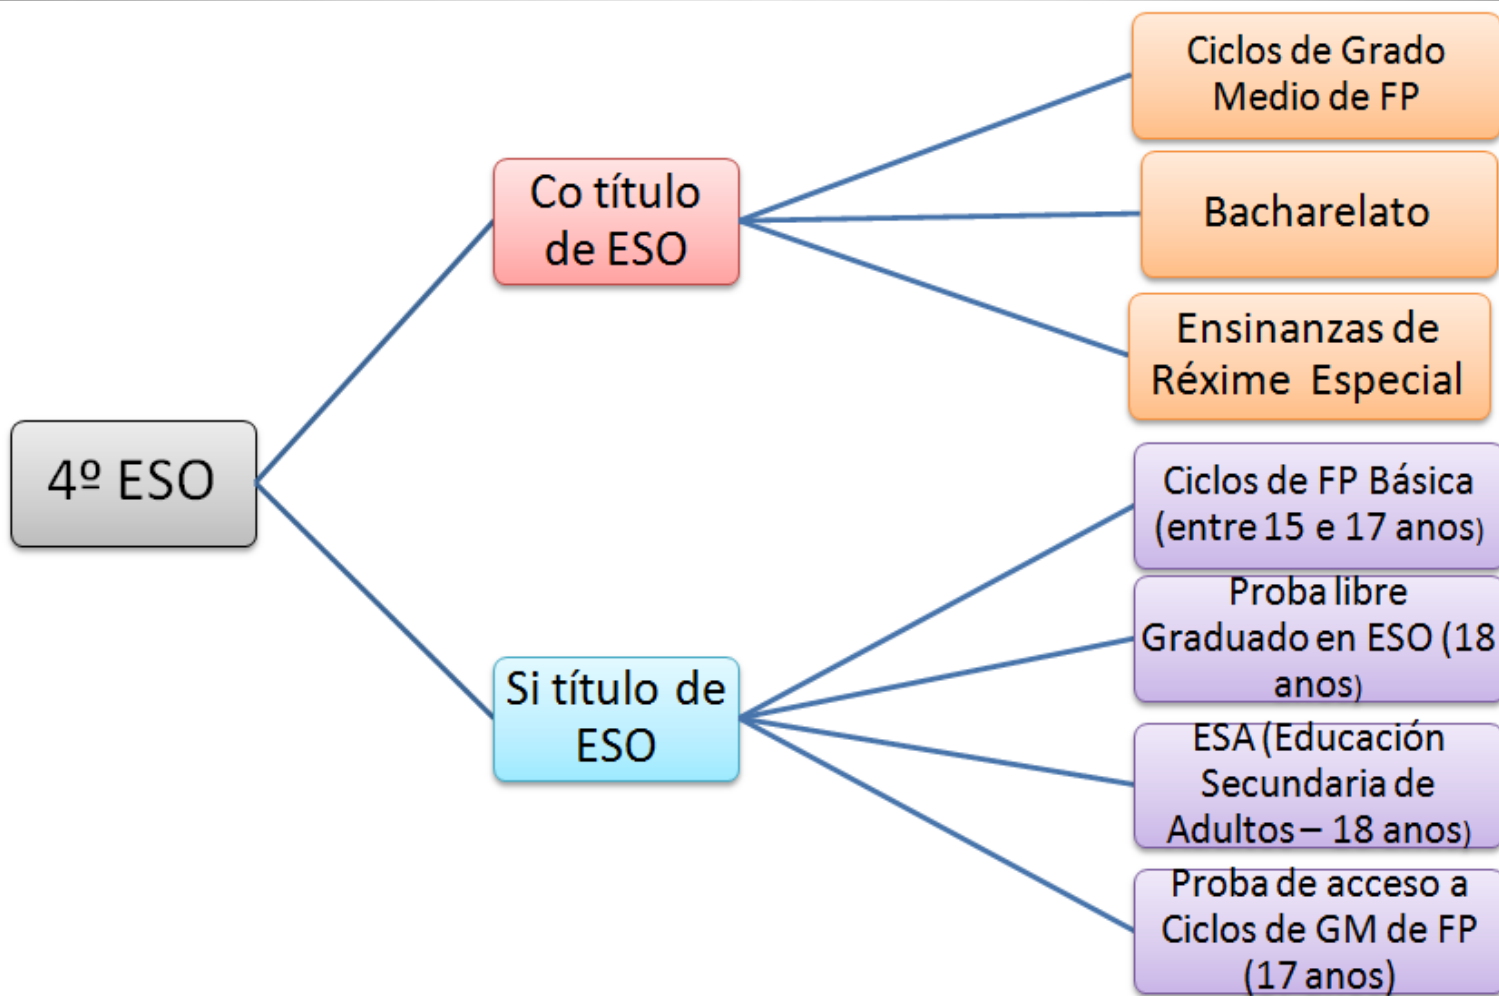 4º ESO
Co título
de ESO
Si título de
ESO
Ciclos de Grado
Medio de FP
Bacharelato
Ensinanzas de
Réxime Especial
Ciclos de FP Básica
(entre 15 e 17 anos)
Proba libre
Graduado en ESO (18
anos)
ESA (Educación
Secundaria de
Adultos – 18 anos)
Proba de acceso a
Ciclos de GM de FP
(17 anos)